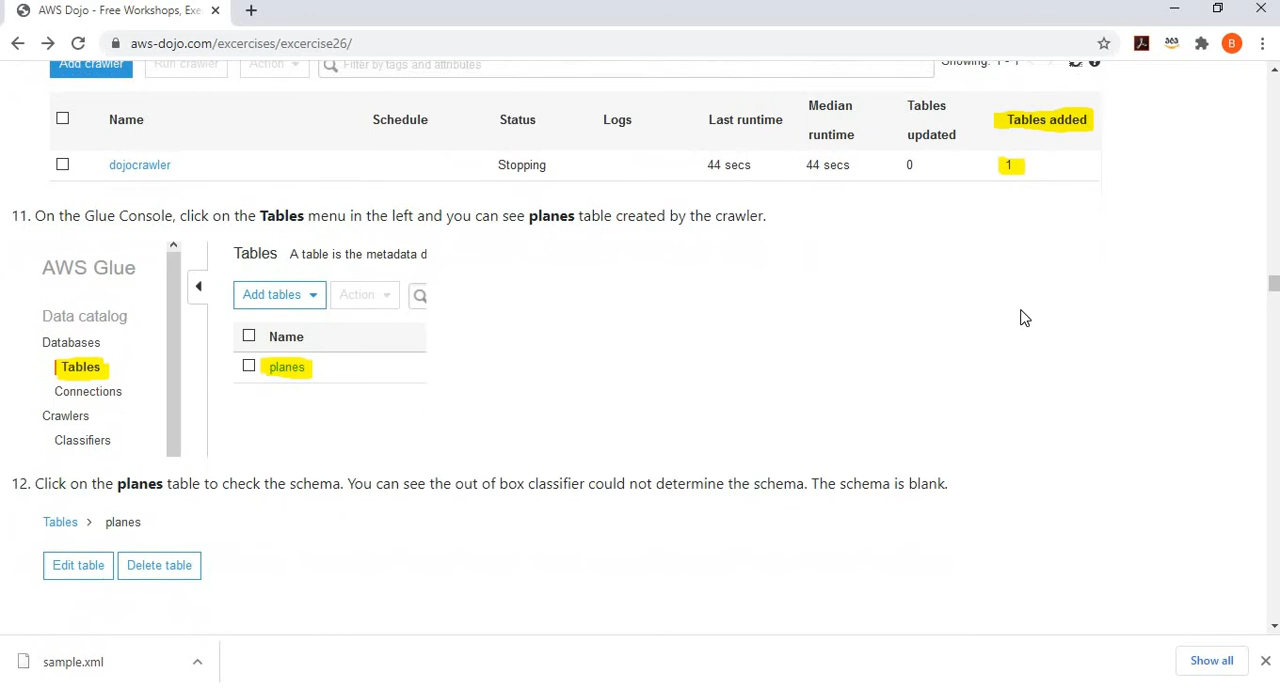 AWS Dojo - Free Workshops, Exe
aws-dojo.com/excercises/excercise26/
Add crawler Run crawler Action Filter by tags and attributes Showing: 1 - 1
Name Schedule Status Logs Last runtime Median runtime Tables updated Tables added
dojocrawler Stopping 44 secs 44 secs 0 1
11. On the Glue Console, click on the Tables menu in the left and you can see planes table created by the crawler.
AWS Glue
Data catalog
Databases
Tables
Connections
Crawlers
Classifiers
Tables A table is the metadata d
Add tables Action
Name
planes
12. Click on the planes table to check the schema. You can see the out of box classifier could not determine the schema. The schema is blank.
Tables > planes
Edit table Delete table
sample.xml
Show all